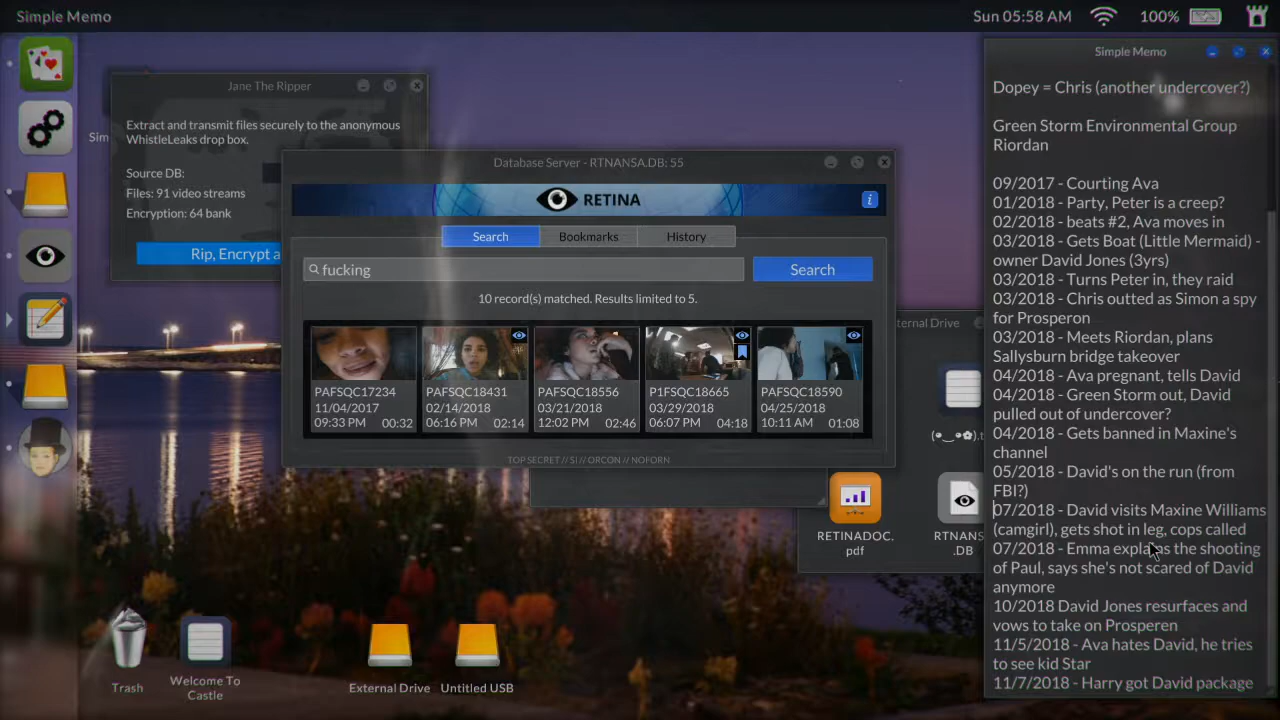 Simple Memo
Sun 05:58 AM
100%
Jane The Ripper
Extract and transmit files securely to the anonymous
WhistleLeaks drop box.
Source DB:
Files: 91 video streams
Encryption: 64 bank
Rip, Encrypt a
Sim
Database Server - RTNANSA.DB: 55
RETINA
i
Search
Bookmarks
History
fucking
Search
10 record(s) matched. Results limited to 5.
PAFSQC17234
11/04/2017
09:33 PM 00:32
PAFSQC18431
02/14/2018
06:16 PM 02:14
PAFSQC18556
03/21/2018
12:02 PM 02:46
P1FSQC18665
03/29/2018
06:07 PM 04:18
PAFSQC18590
04/25/2018
10:11 AM 01:08
TOP SECRET // SI // ORCON // NOFORN
ternal Drive
(•‿•✿).t
RETINADOC.
pdf
RTNANS
.DB
Trash
Welcome To
Castle
External Drive
Untitled USB
Simple Memo
Dopey = Chris (another undercover?)
Green Storm Environmental Group
Riordan
09/2017 - Courting Ava
01/2018 - Party, Peter is a creep?
02/2018 - beats #2, Ava moves in
03/2018 - Gets Boat (Little Mermaid) -
owner David Jones (3yrs)
03/2018 - Turns Peter in, they raid
03/2018 - Chris outted as Simon a spy
for Prosperon
03/2018 - Meets Riordan, plans
Sallysburn bridge takeover
04/2018 - Ava pregnant, tells David
04/2018 - Green Storm out, David
pulled out of undercover?
04/2018 - Gets banned in Maxine's
channel
05/2018 - David's on the run (from
FBI?)
07/2018 - David visits Maxine Williams
(camgirl), gets shot in leg, cops called
07/2018 - Emma explains the shooting
of Paul, says she's not scared of David
anymore
10/2018 David Jones resurfaces and
vows to take on Prosperen
11/5/2018 - Ava hates David, he tries
to see kid Star
11/7/2018 - Harry got David package